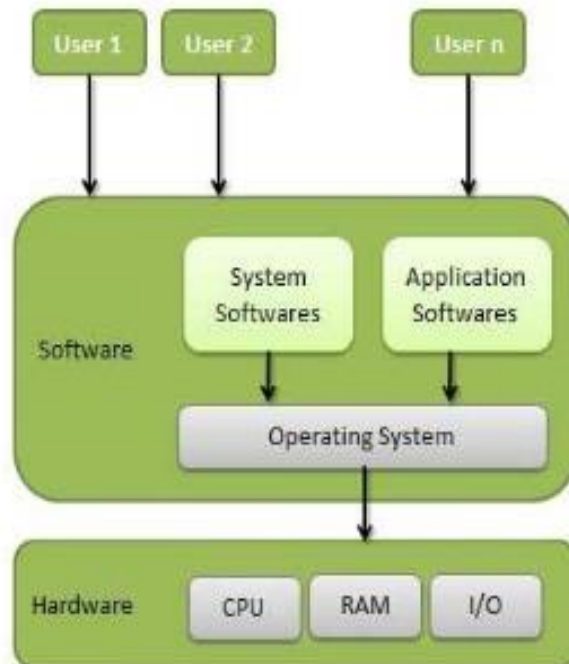 User 1
User 2
User n
System
Softwares
Application
Softwares
Software
Operating System
Hardware
CPU
RAM
I/O